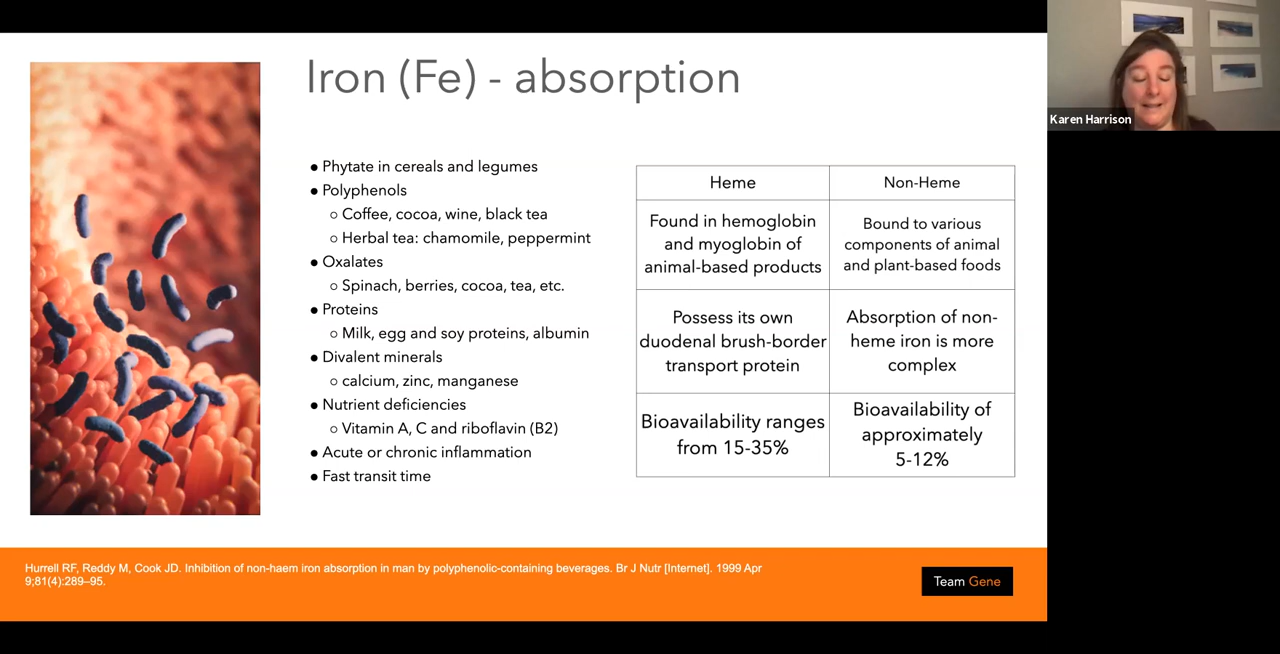 Iron (Fe) - absorption
● Phytate in cereals and legumes
● Polyphenols
○ Coffee, cocoa, wine, black tea
○ Herbal tea: chamomile, peppermint
● Oxalates
○ Spinach, berries, cocoa, tea, etc.
● Proteins
○ Milk, egg and soy proteins, albumin
● Divalent minerals
○ calcium, zinc, manganese
● Nutrient deficiencies
○ Vitamin A, C and riboflavin (B2)
● Acute or chronic inflammation
● Fast transit time
Heme
Non-Heme
Found in hemoglobin
and myoglobin of
animal-based products
Bound to various
components of animal
and plant-based foods
Possess its own
duodenal brush-border
transport protein
Absorption of non-
heme iron is more
complex
Bioavailability ranges
from 15-35%
Bioavailability of
approximately
5-12%
Hurrell RF, Reddy M, Cook JD. Inhibition of non-haem iron absorption in man by polyphenolic-containing beverages. Br J Nutr [Internet]. 1999 Apr
9;81(4):289–95.
Team Gene
Karen Harrison